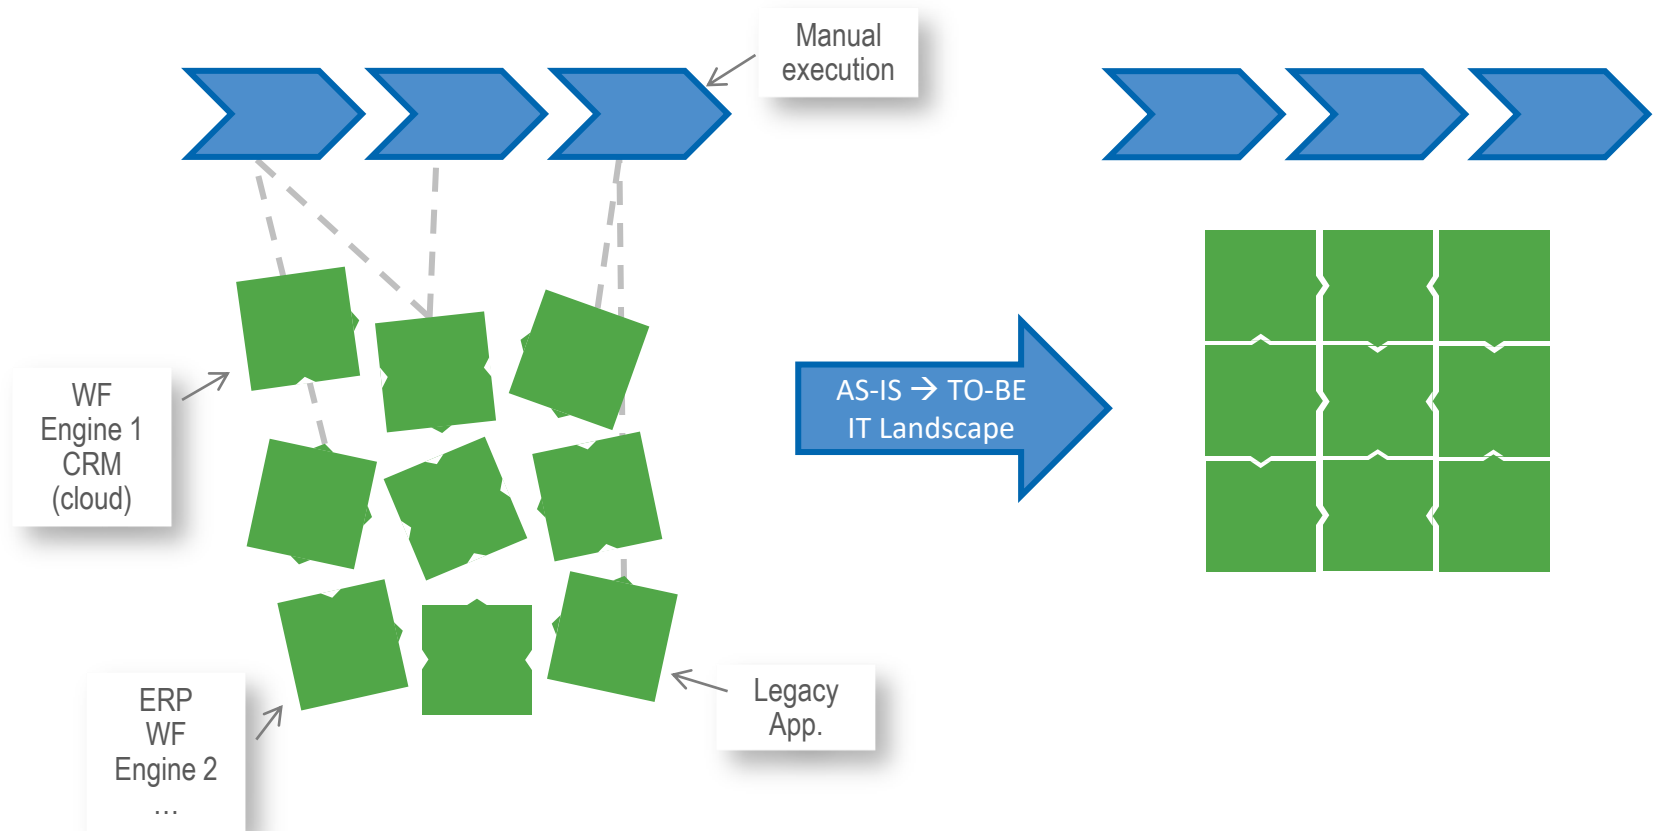 Manual
execution
WF
Engine 1
CRM
(cloud)
AS-IS → TO-BE
IT Landscape
ERP
WF
Engine 2
…
Legacy
App.